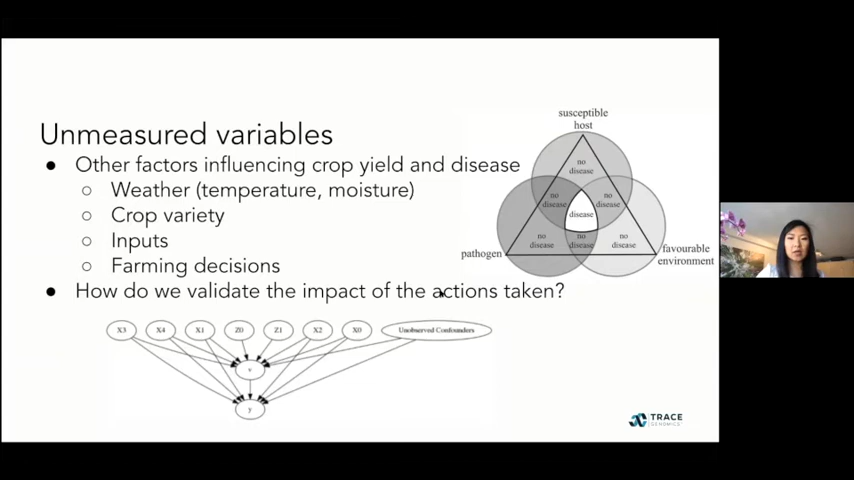 Unmeasured variables
● Other factors influencing crop yield and disease
○ Weather (temperature, moisture)
○ Crop variety
○ Inputs
○ Farming decisions
● How do we validate the impact of the actions taken?
susceptible
host
no
disease
no
disease
no
disease
disease
no
disease
no
disease
no
disease
pathogen
favourable
environment
X3 X4 X1 Z0 Z1 X2 X0 Unobserved Confounders
v
y
TRACE
GENOMICS